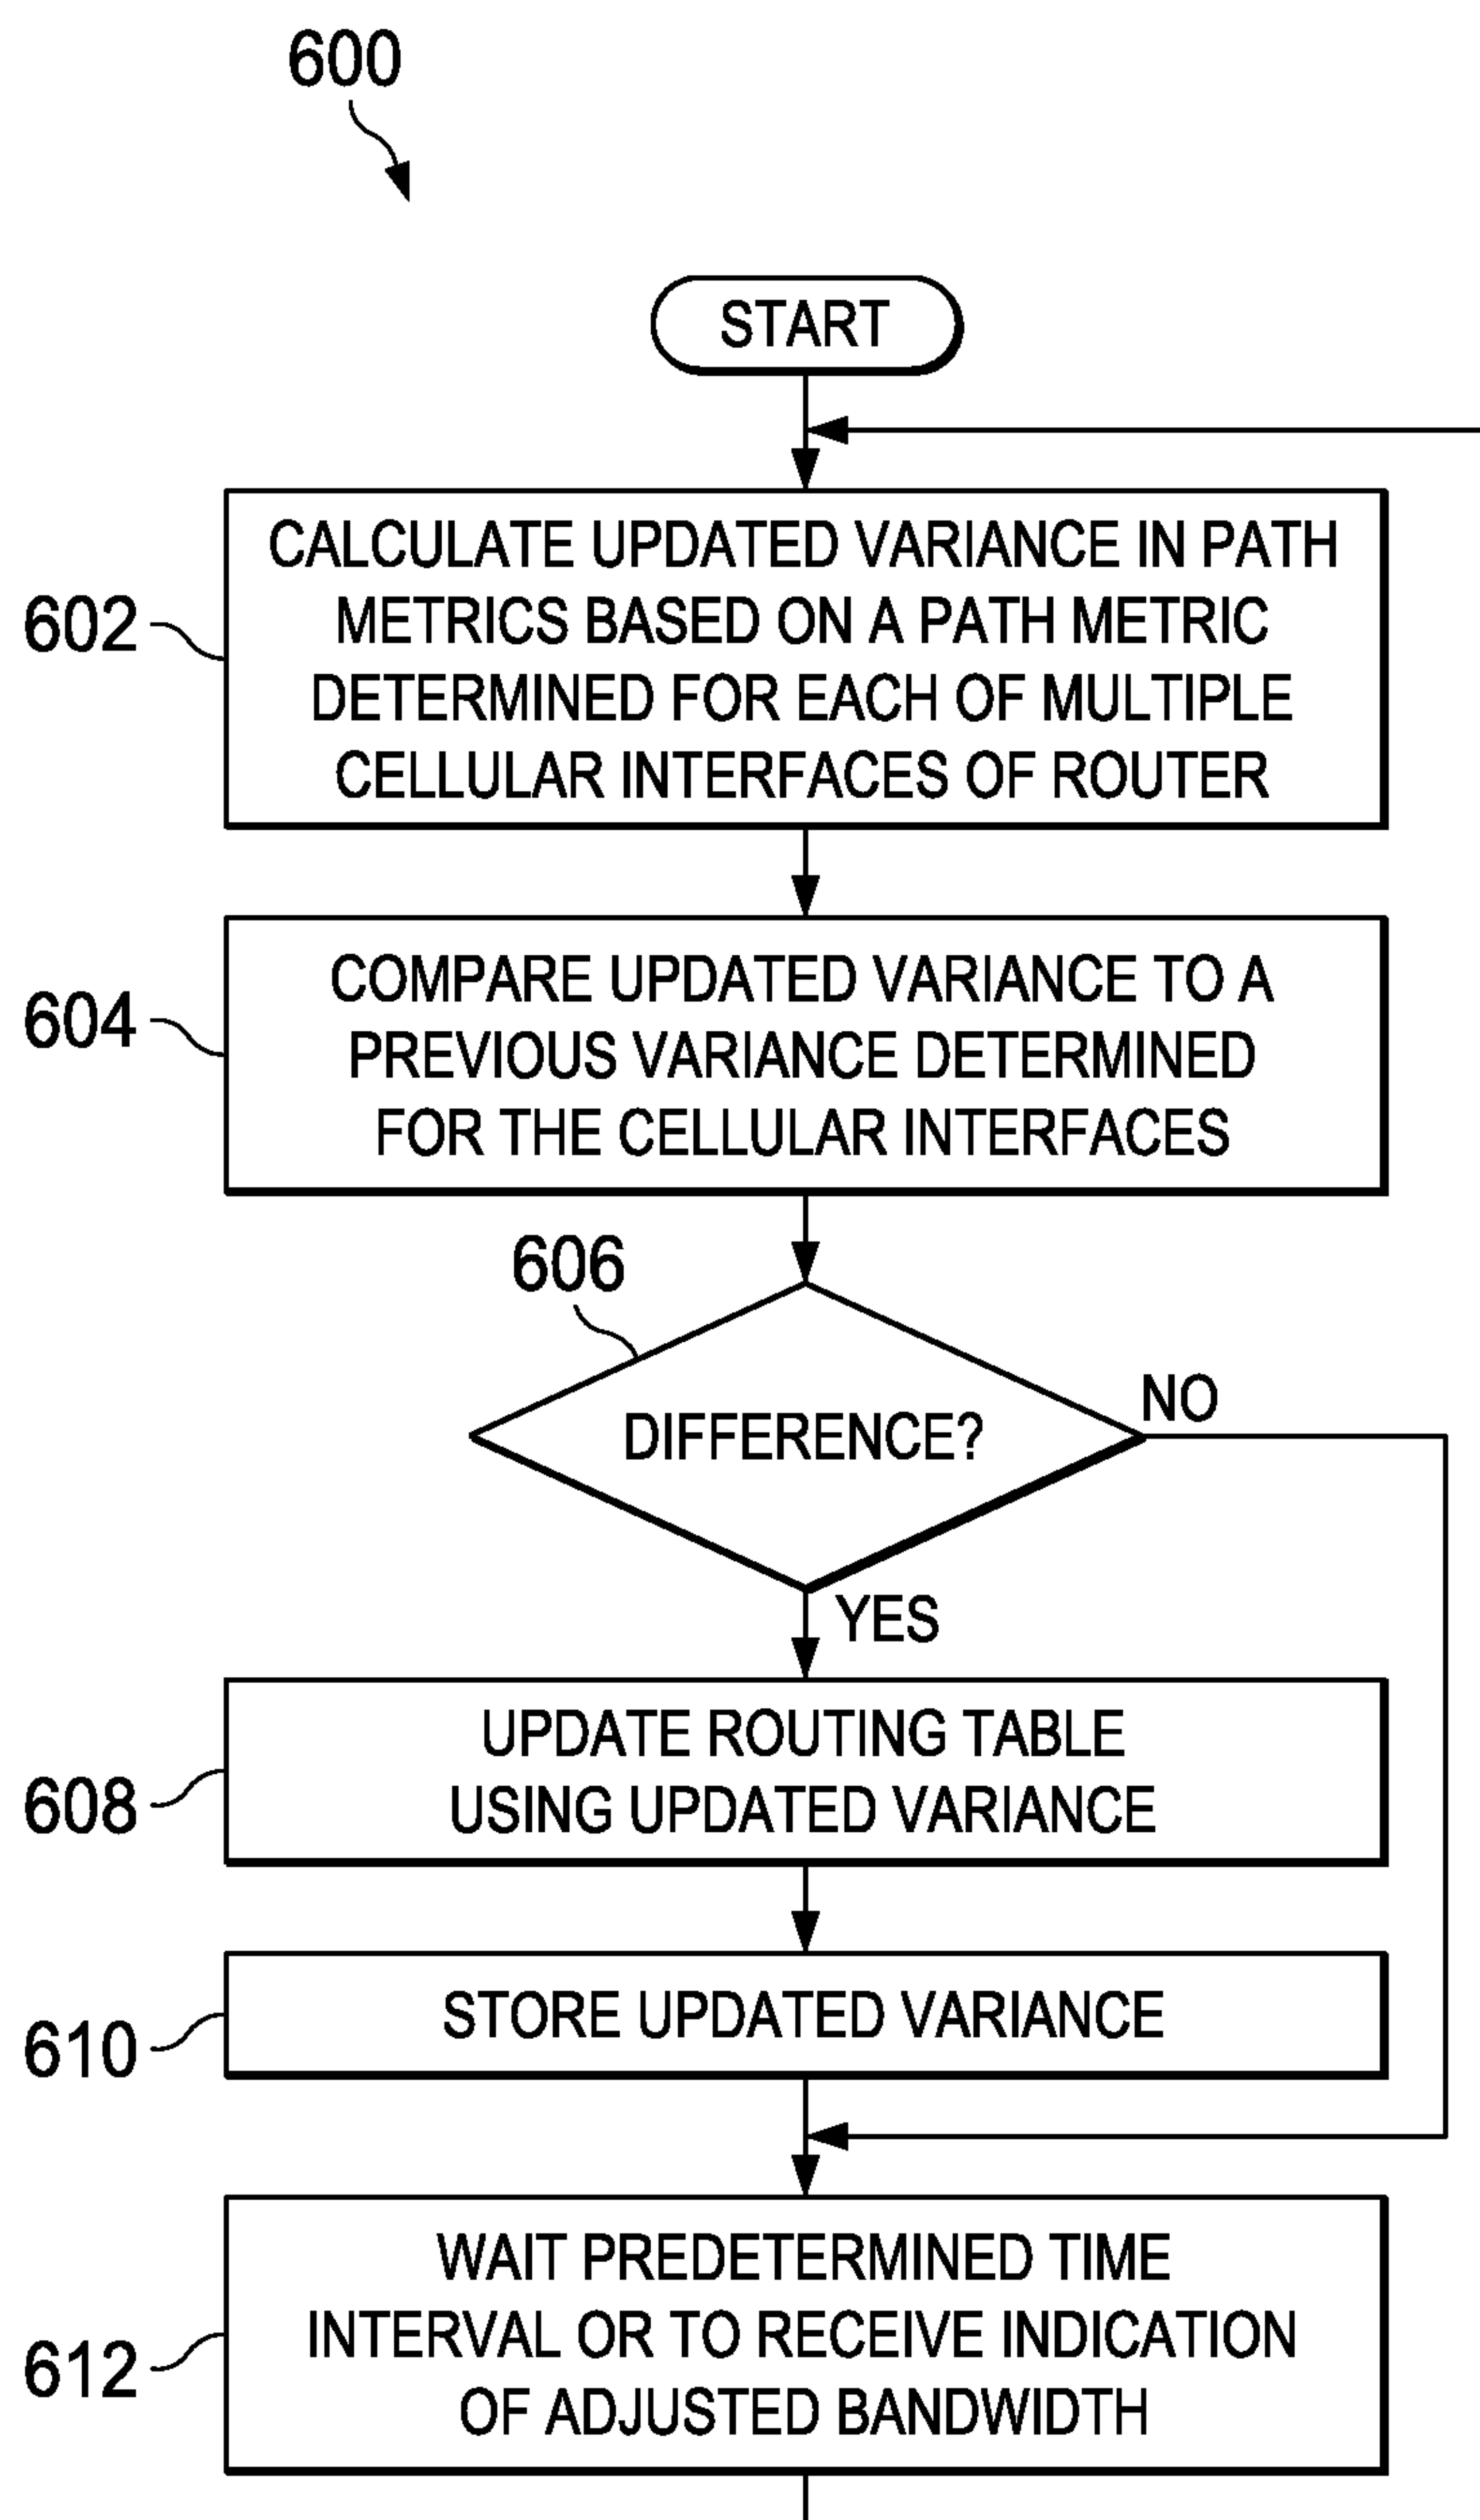 600
START
602
CALCULATE UPDATED VARIANCE IN PATH
METRICS BASED ON A PATH METRIC
DETERMINED FOR EACH OF MULTIPLE
CELLULAR INTERFACES OF ROUTER
604
COMPARE UPDATED VARIANCE TO A
PREVIOUS VARIANCE DETERMINED
FOR THE CELLULAR INTERFACES
606
DIFFERENCE?
NO
YES
608
UPDATE ROUTING TABLE
USING UPDATED VARIANCE
610
STORE UPDATED VARIANCE
612
WAIT PREDETERMINED TIME
INTERVAL OR TO RECEIVE INDICATION
OF ADJUSTED BANDWIDTH